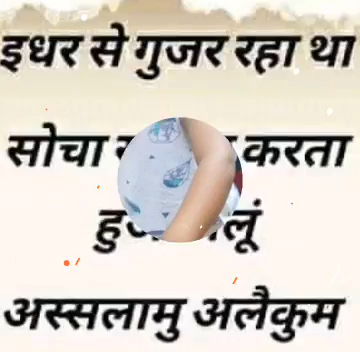 इधर से गुजर रहा था
सोचा करता
अस्सलामु अलैकुम